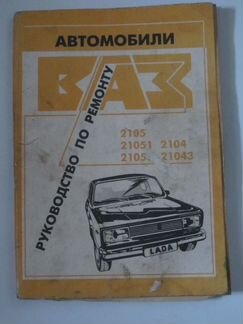 АВТОМОБИЛИ
ВАЗ
РУКОВОДСТВО ПО РЕМОНТУ
2105
21051 2104
2105 21043
LADA